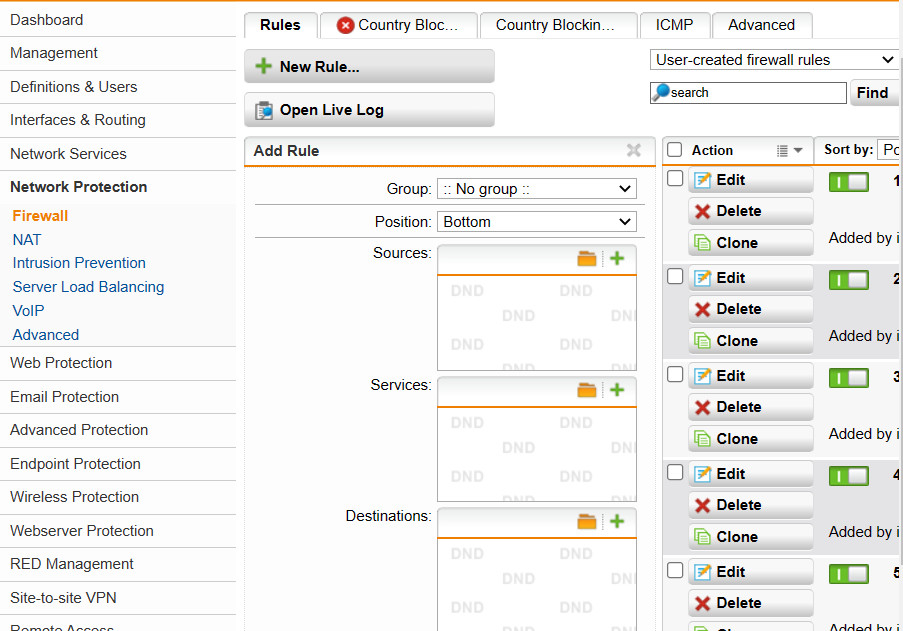 Dashboard
Management
Definitions & Users
Interfaces & Routing
Network Services
Network Protection
Firewall
NAT
Intrusion Prevention
Server Load Balancing
VoIP
Advanced
Web Protection
Email Protection
Advanced Protection
Endpoint Protection
Wireless Protection
Webserver Protection
RED Management
Site-to-site VPN
Remote Access
Rules
Country Bloc...
Country Blockin...
ICMP
Advanced
New Rule...
Open Live Log
User-created firewall rules
search
Find
Add Rule
Group: :: No group ::
Position: Bottom
Sources:
DND DND
DND DND
DND DND
DND DND
Services:
DND DND
DND DND
DND DND
DND DND
Destinations:
DND DND
DND DND
DND DND
Action
Sort by: Po
Edit 1
Delete
Clone Added by i
Edit 2
Delete
Clone Added by i
Edit 3
Delete
Clone Added by i
Edit 4
Delete
Clone Added by i
Edit 5
Delete
Clone Added by i